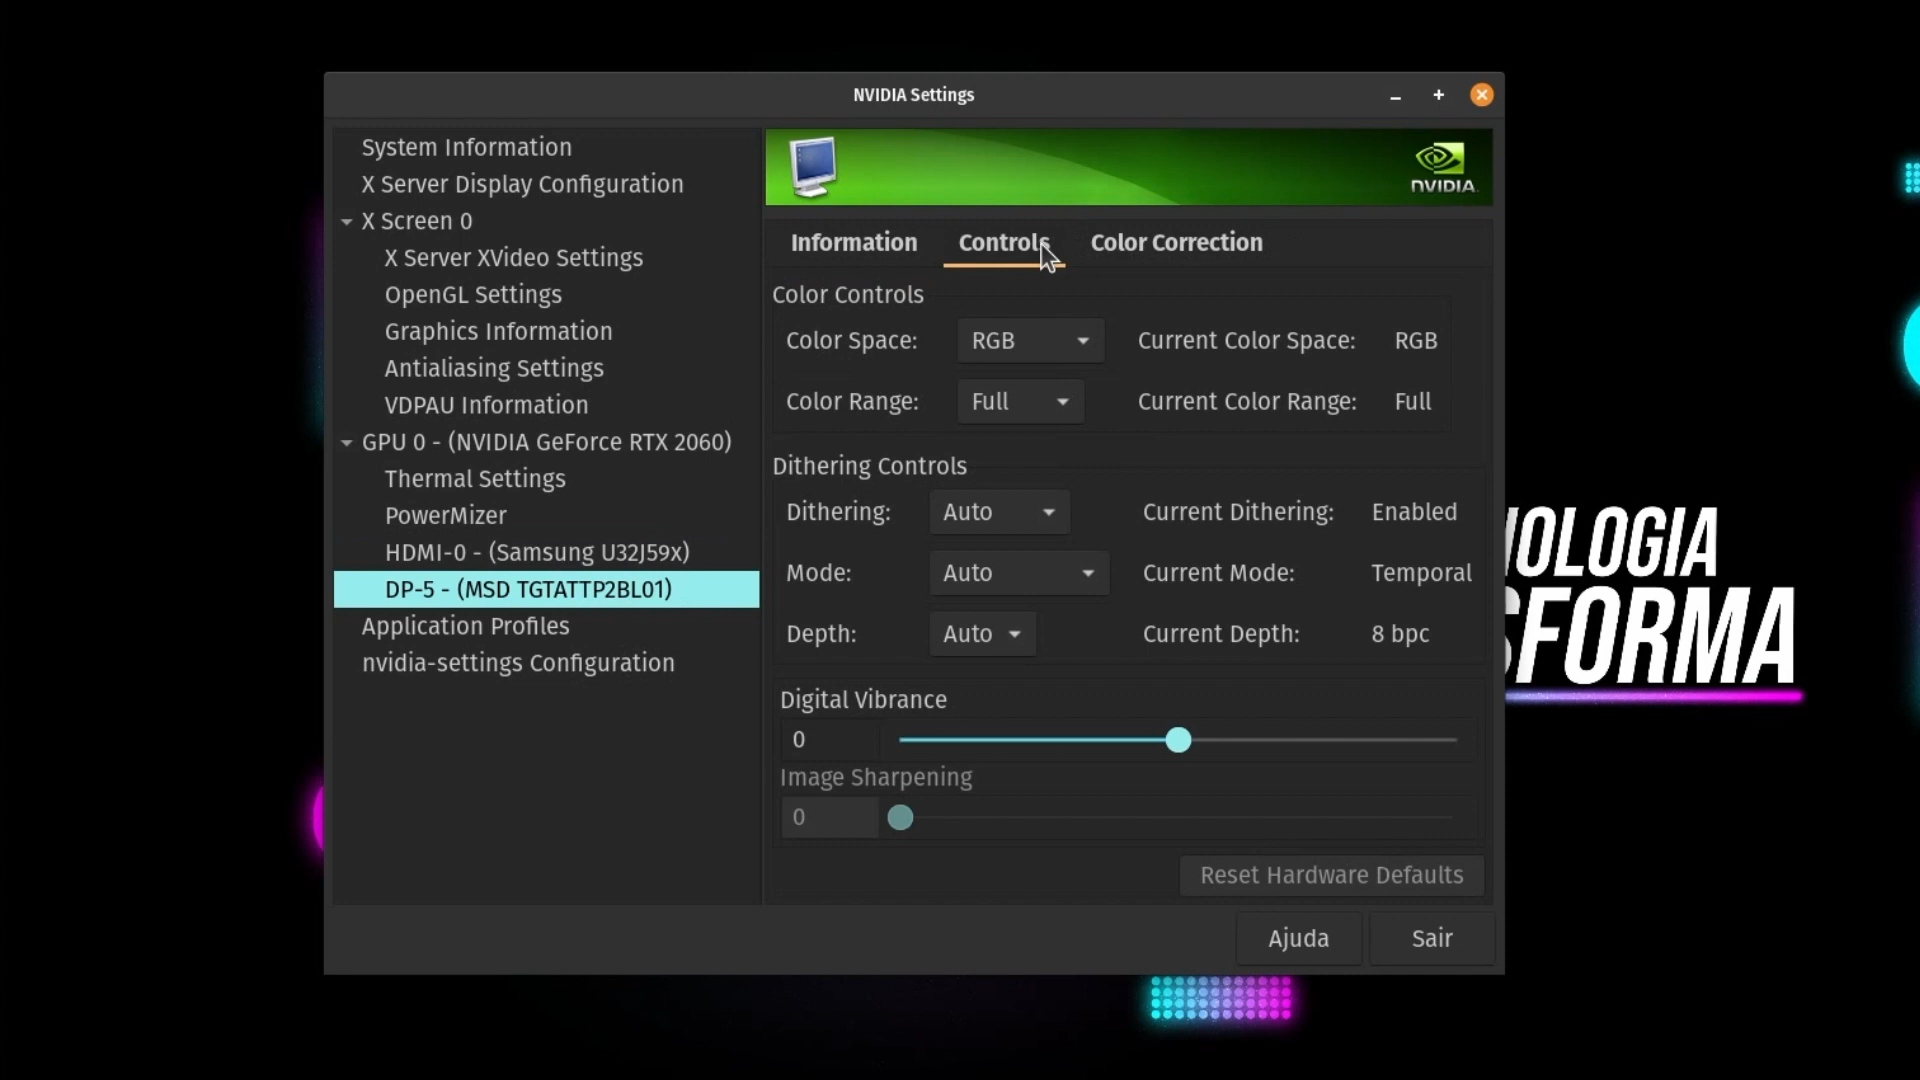 NVIDIA Settings
System Information
X Server Display Configuration
X Screen 0
X Server XVideo Settings
OpenGL Settings
Graphics Information
Antialiasing Settings
VDPAU Information
GPU 0 - (NVIDIA GeForce RTX 2060)
Thermal Settings
PowerMizer
HDMI-0 - (Samsung U32J59x)
DP-5 - (MSD TGTATTP2BL01)
Application Profiles
nvidia-settings Configuration
NVIDIA
Information Controls Color Correction
Color Controls
Color Space: RGB Current Color Space: RGB
Color Range: Full Current Color Range: Full
Dithering Controls
Dithering: Auto Current Dithering: Enabled
Mode: Auto Current Mode: Temporal
Depth: Auto Current Depth: 8 bpc
Digital Vibrance
0
Image Sharpening
0
Reset Hardware Defaults
Ajuda Sair
NOLOGIA
SFORMA